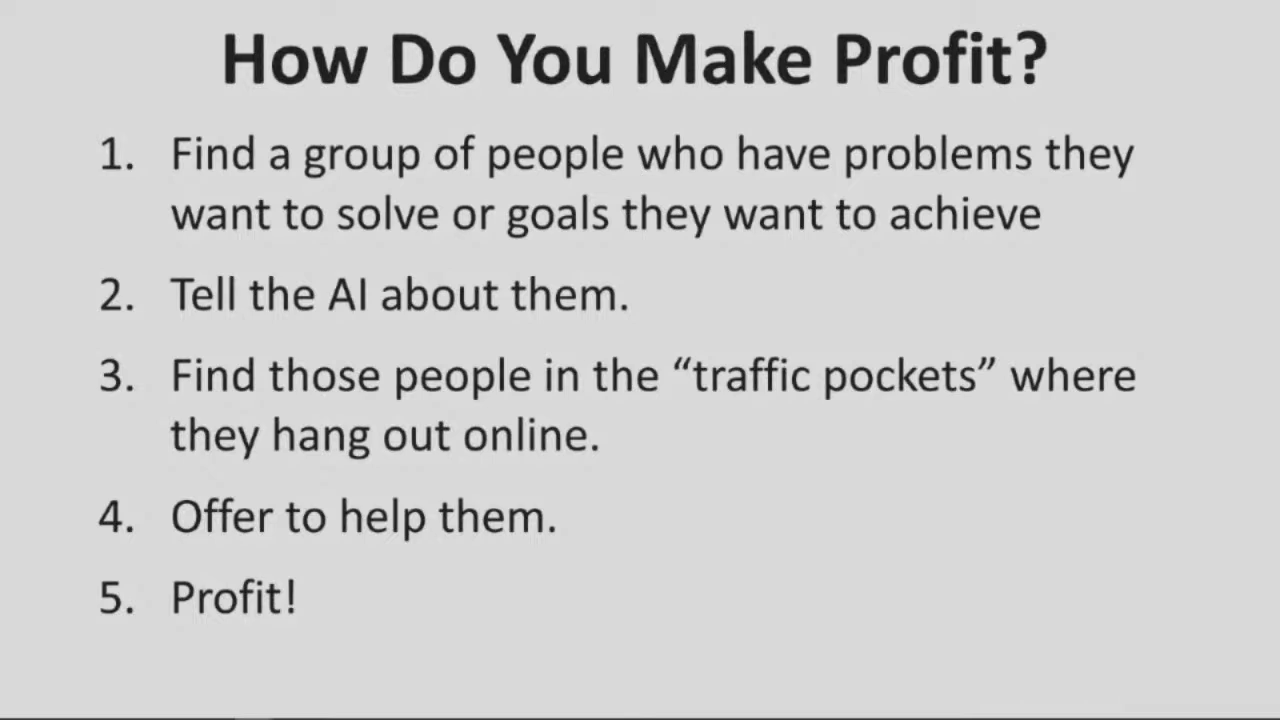 How Do You Make Profit?
1. Find a group of people who have problems they
want to solve or goals they want to achieve
2. Tell the AI about them.
3. Find those people in the “traffic pockets” where
they hang out online.
4. Offer to help them.
5. Profit!